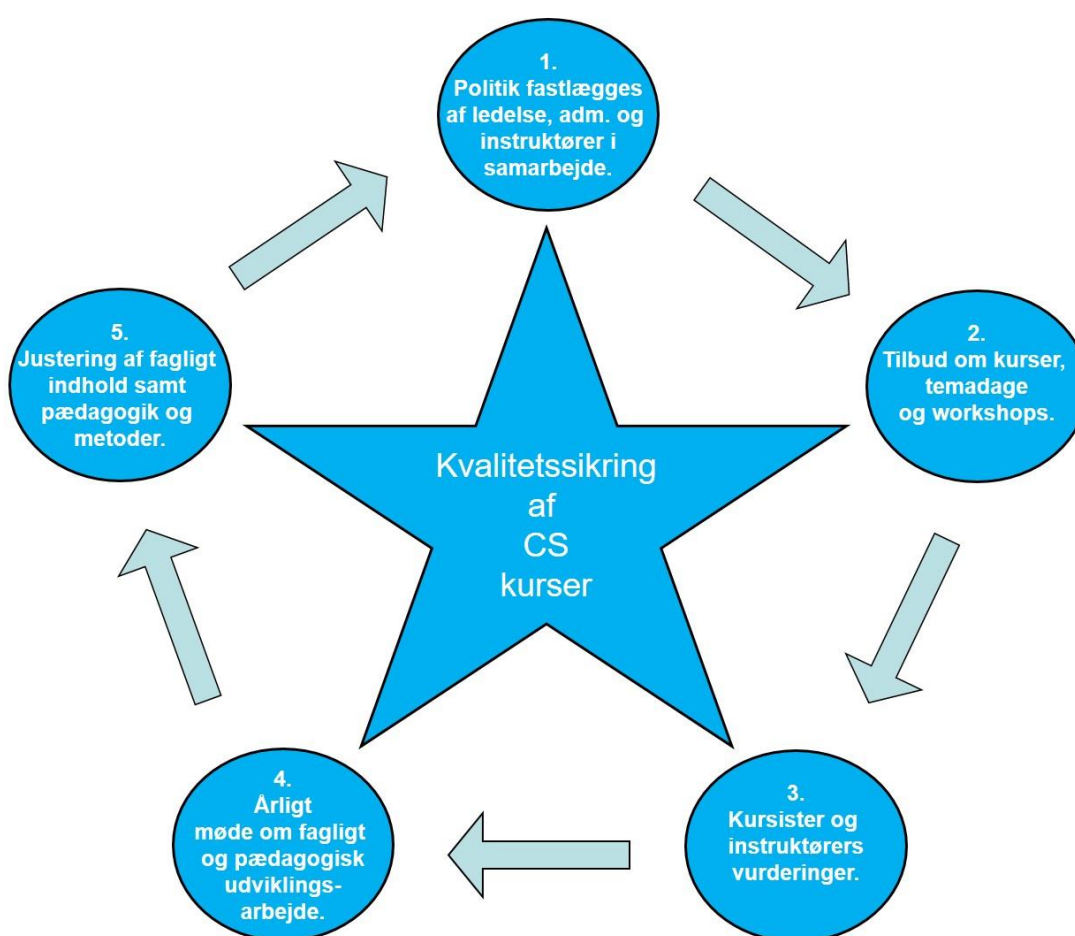 1.
Politik fastlægges
af ledelse, adm. og
instruktører i
samarbejde.
2.
Tilbud om kurser,
temadage
og workshops.
3.
Kursister og
instruktørers
vurderinger.
4.
Årligt
møde om fagligt
og pædagogisk
udviklings-
arbejde.
5.
Justering af fagligt
indhold samt
pædagogik og
metoder.
Kvalitetssikring
af
CS
kurser